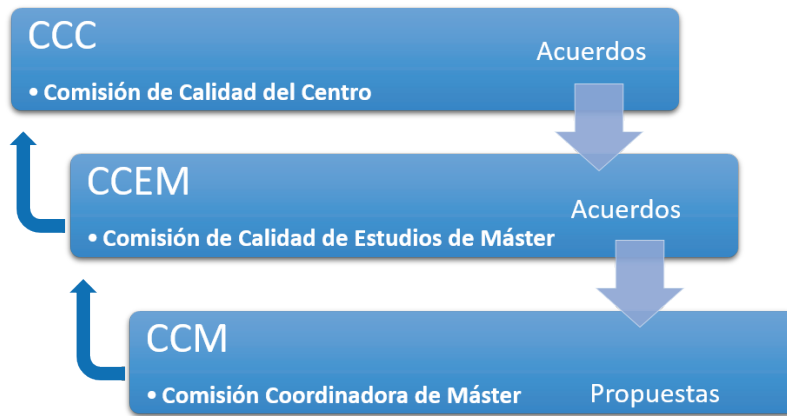 CCC
Acuerdos
• Comisión de Calidad del Centro
CCEM
Acuerdos
• Comisión de Calidad de Estudios de Máster
CCM
• Comisión Coordinadora de Máster
Propuestas